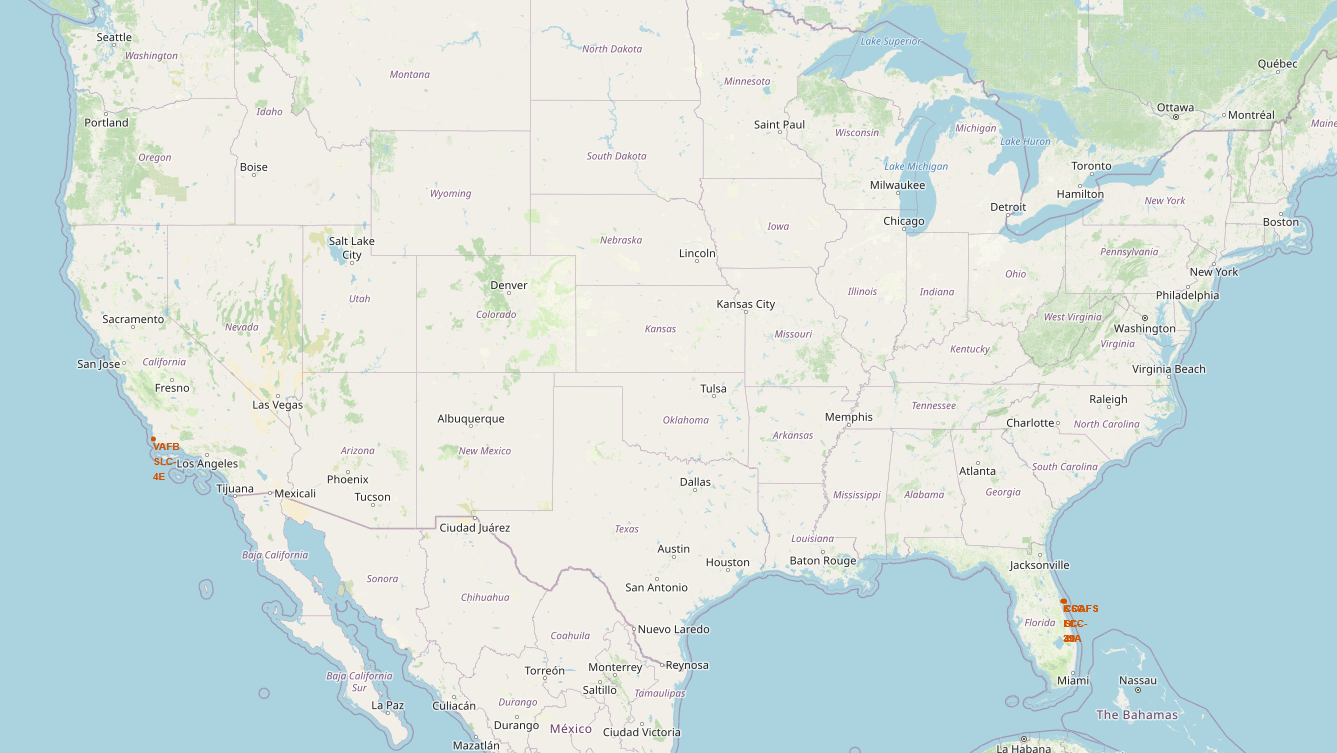 Seattle
Washington
North Dakota
Lake Superior
Québec
Montana
Minnesota
Idaho
Portland
Saint Paul
Wisconsin
Michigan
Ottawa
Montréal
Maine
Oregon
Boise
South Dakota
Lake Michigan
Lake Huron
Toronto
Wyoming
Milwaukee
Hamilton
New York
Chicago
Detroit
Boston
Salt Lake
City
Nebraska
Iowa
Lincoln
Pennsylvania
Denver
Ohio
New York
Utah
Colorado
Kansas City
Illinois
Indiana
Philadelphia
Sacramento
Nevada
Kansas
Missouri
West Virginia
Washington
Virginia
San Jose
California
Kentucky
Virginia Beach
Fresno
Las Vegas
Tulsa
Raleigh
Albuquerque
Oklahoma
Memphis
Tennessee
Charlotte
North Carolina
Arkansas
VAFB
SLC-
4E
Los Angeles
Arizona
New Mexico
Atlanta
South Carolina
Phoenix
Dallas
Tijuana
Mexicali
Tucson
Mississippi
Alabama
Georgia
Ciudad Juárez
Texas
Louisiana
Baja California
Austin
Houston
Baton Rouge
Jacksonville
Sonora
San Antonio
Chihuahua
Florida
Coahuila
Nuevo Laredo
Torreón
Monterrey
Reynosa
Baja California
Sur
Saltillo
Tamaulipas
Miami
Nassau
La Paz
Culiacán
Durango
Durango
México
Ciudad Victoria
The Bahamas
Mazatlán
La Habana